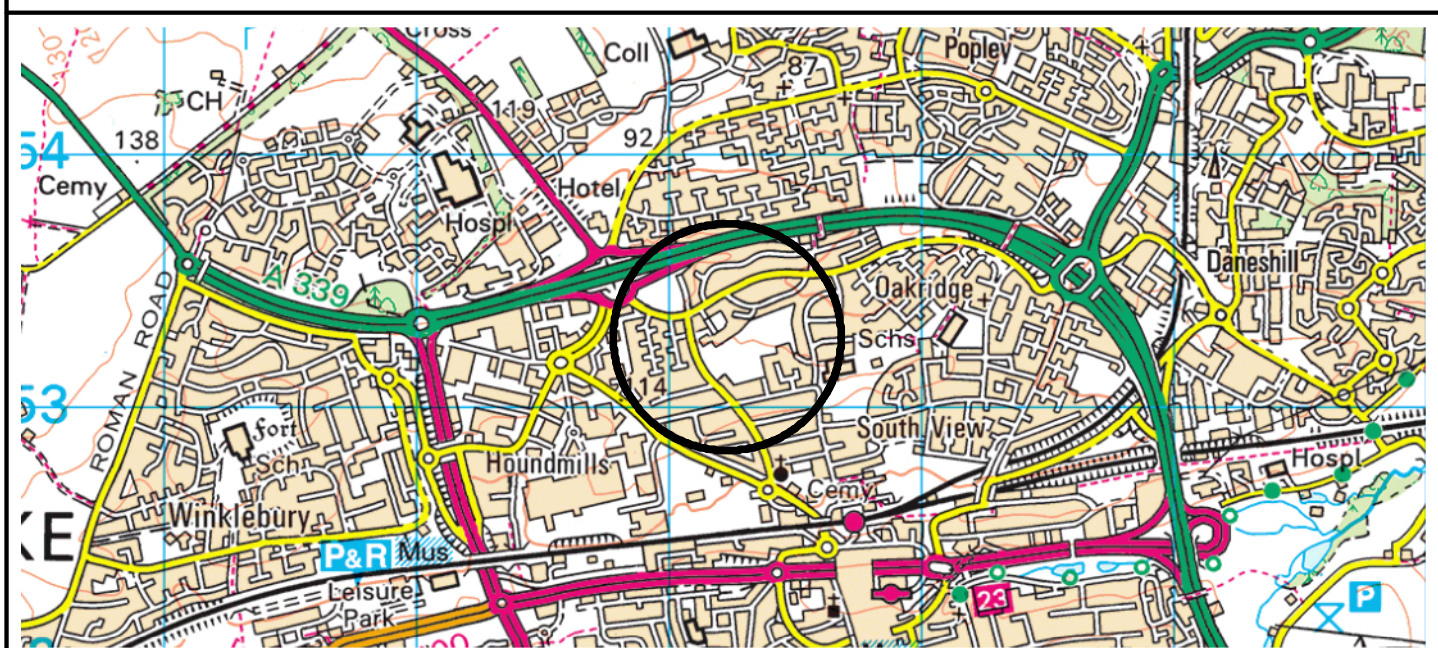 Cross
Coll
Popley
87
CH
119
138
92
54
Cemy
Hotel
Hospl
A 339
Daneshill
Oakridge
ROMAN ROAD
Schs
53
114
Fort
South View
Sch
Houndmills
Hospl
Cemy
Winklebury
KE
P&R
Mus
Leisure
Park
23
P